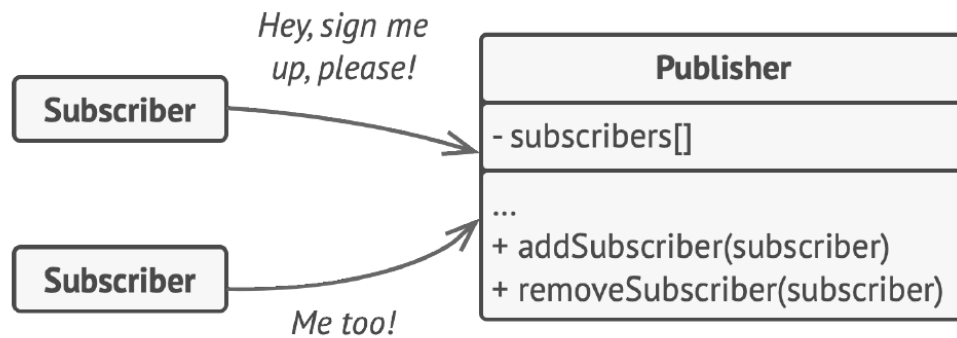 Hey, sign me
up, please!
Subscriber
Publisher
- subscribers[]
...
+ addSubscriber(subscriber)
+ removeSubscriber(subscriber)
Subscriber
Me too!